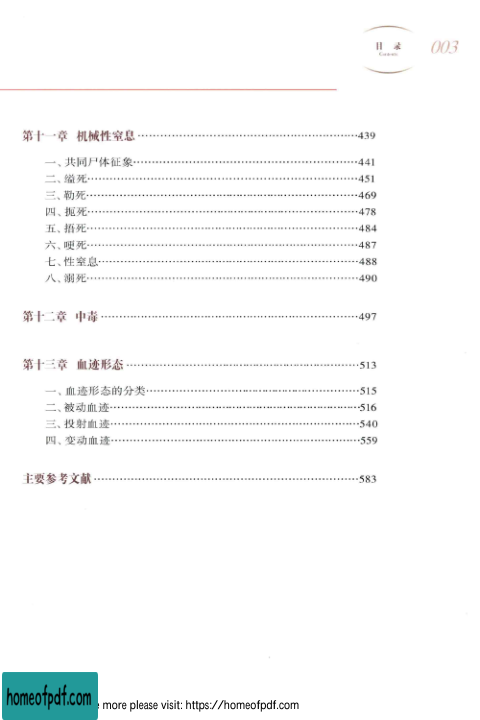 目 录
Contents
003
第十一章 机械性窒息……439
一、共同尸体征象……441
二、缢死……451
三、勒死……469
四、扼死……478
五、捂死……484
六、哽死……487
七、性窒息……488
八、溺死……490
第十二章 中毒……497
第十三章 血迹形态……513
一、血迹形态的分类……515
二、被动血迹……516
三、投射血迹……540
四、变动血迹……559
主要参考文献……583
homeofpdf.com
more please visit: https://homeofpdf.com